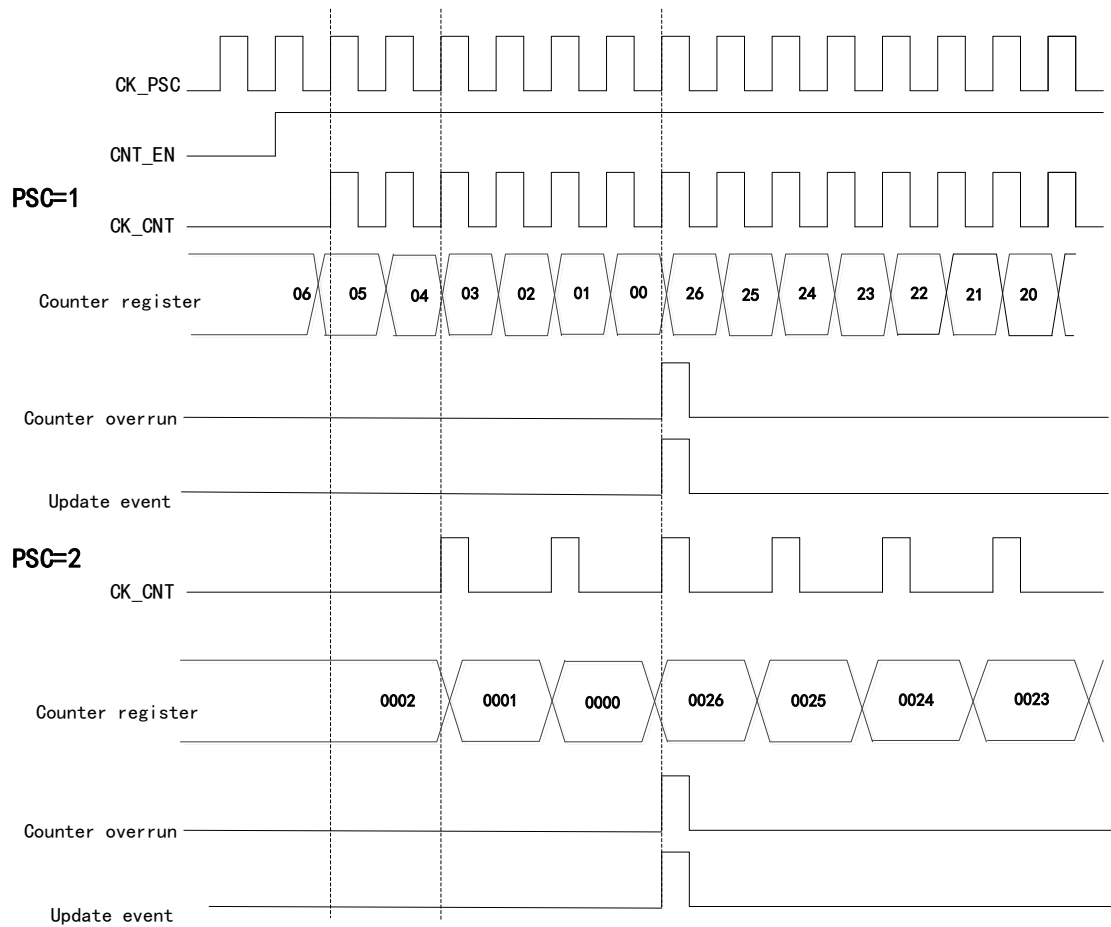 CK_PSC
CNT_EN
PSC=1
CK_CNT
Counter register 06 05 04 03 02 01 00 26 25 24 23 22 21 20
Counter overrun
Update event
PSC=2
CK_CNT
Counter register 0002 0001 0000 0026 0025 0024 0023
Counter overrun
Update event